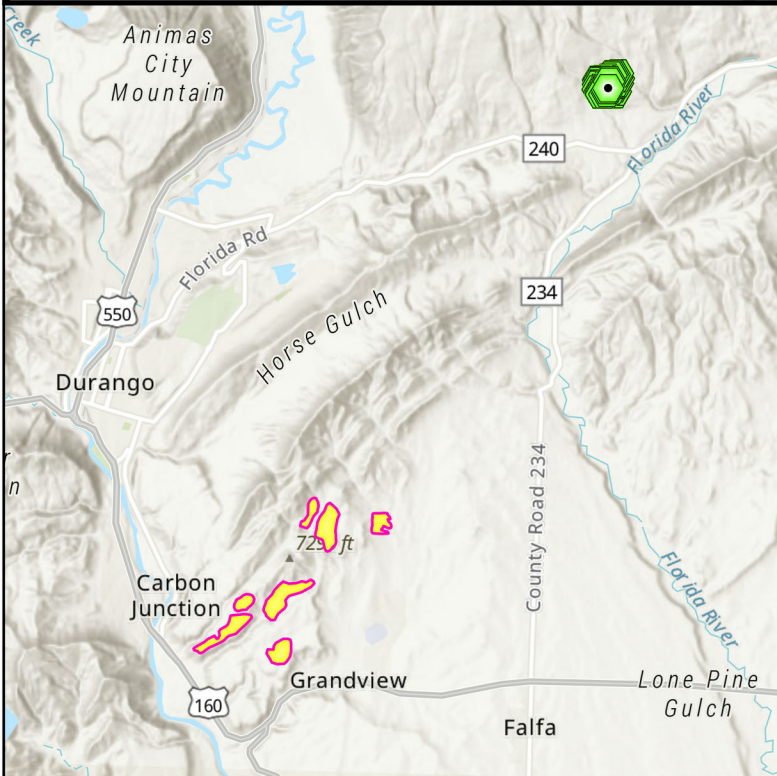 Creek
Animas
City
Mountain
240
Florida River
Florida Rd
234
550
Horse Gulch
Durango
r
n
County Road 234
ft
Carbon
Junction
Florida River
Grandview
Lone Pine
Gulch
160
Falfa